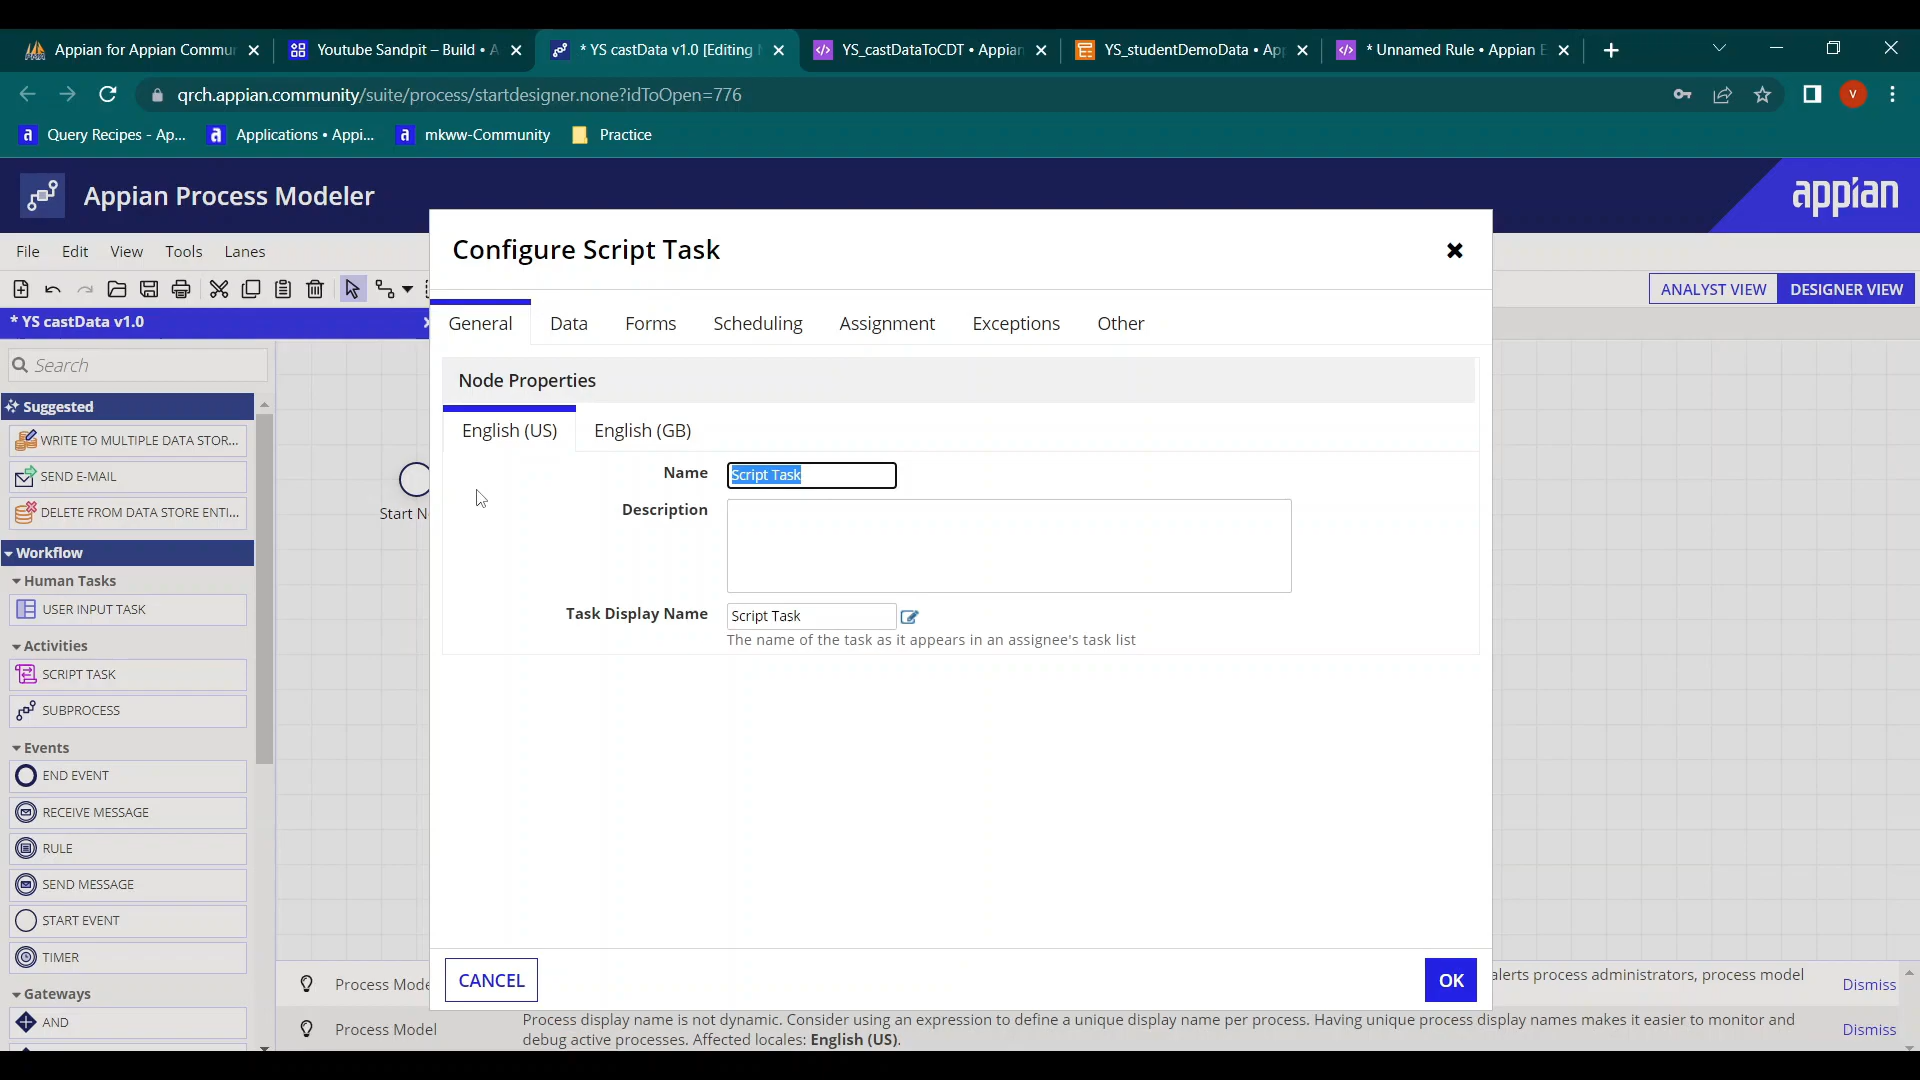 Appian for Appian Commu
Youtube Sandpit – Build • A
* YS castData v1.0 [Editing
YS_castDataToCDT • Appian
YS_studentDemoData • Ap
* Unnamed Rule • Appian E
qrch.appian.community/suite/process/startdesigner.none?idToOpen=776
V
Query Recipes - Ap...
Applications • Appi...
mkww-Community
Practice
Appian Process Modeler
appian
File
Edit
View
Tools
Lanes
ANALYST VIEW
DESIGNER VIEW
* YS castData v1.0
Search
Suggested
WRITE TO MULTIPLE DATA STOR...
SEND E-MAIL
DELETE FROM DATA STORE ENTI...
Workflow
Human Tasks
USER INPUT TASK
Activities
SCRIPT TASK
SUBPROCESS
Events
END EVENT
RECEIVE MESSAGE
RULE
SEND MESSAGE
START EVENT
TIMER
Gateways
AND
Start N
Configure Script Task
General
Data
Forms
Scheduling
Assignment
Exceptions
Other
Node Properties
English (US)
English (GB)
Name
Script Task
Description
Task Display Name
Script Task
The name of the task as it appears in an assignee's task list
CANCEL
OK
Process Mode
alerts process administrators, process model
Dismiss
Process Model
Process display name is not dynamic. Consider using an expression to define a unique display name per process. Having unique process display names makes it easier to monitor and
debug active processes. Affected locales: English (US).
Dismiss